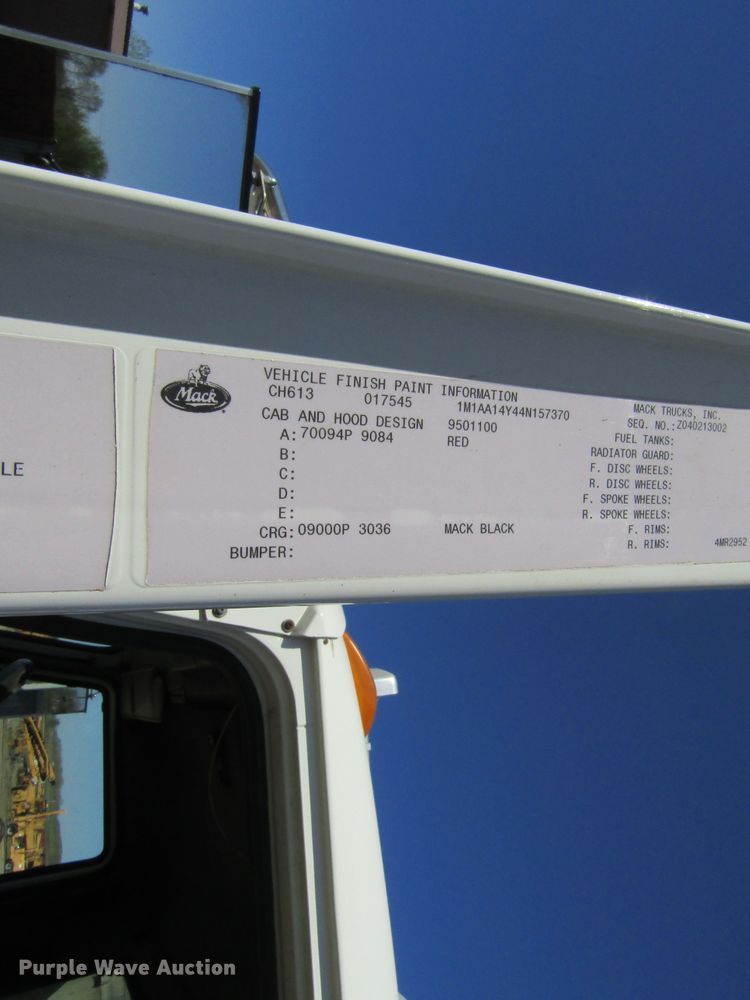 LE
Mack
VEHICLE FINISH PAINT INFORMATION
CH613 017545 1M1AA14Y44N157370 MACK TRUCKS, INC.
CAB AND HOOD DESIGN 9501100 SEQ. NO.: Z040213002
A: 70094P 9084 RED FUEL TANKS:
B: RADIATOR GUARD:
C: F. DISC WHEELS:
D: R. DISC WHEELS:
E: F. SPOKE WHEELS:
R. SPOKE WHEELS:
CRG: 09000P 3036 MACK BLACK F. RIMS:
BUMPER: R. RIMS: 4MR2952
Purple Wave Auction